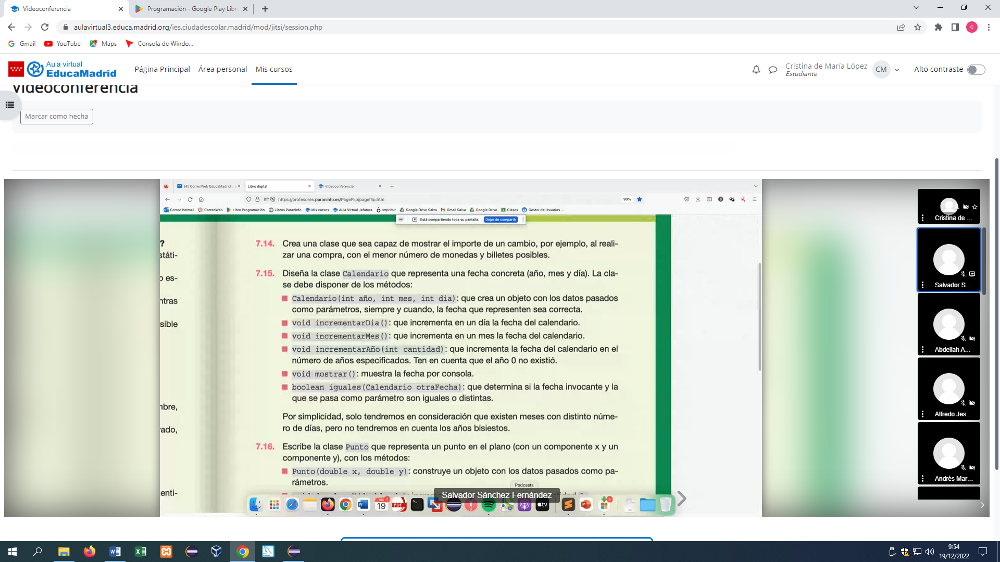 Videoconferencia
Programación - Google Play Libro
aulavirtual3.educa.madrid.org/ies.ciudadescolar.madrid/mod/jitsi/session.php
Gmail
YouTube
Maps
Consola de Windo...
Aula virtual
EducaMadrid
Página Principal
Área personal
Mis cursos
Cristina de María López
Estudiante
CM
Alto contraste
Videoconferencia
Marcar como hecha
(4) CorreoWeb EducaMadrid
Libro digital
Videoconferencia
https://profesores.paraninfo.es/PageFlip/pageflip.htm
90%
Correo hotmail
CorreoWeb
Libro Programación
Libros Paraninfo
Mis cursos
Aula Virtual Jefatura
Imprimir
Google Drive Salva
Gmail Salva
Google Drive
Clases
Gestor de Usuarios ...
Está compartiendo toda su pantalla.
Dejar de compartir
?
státi-
o es-
ntras
sible
nbre,
ado,
enti-
7.14. Crea una clase que sea capaz de mostrar el importe de un cambio, por ejemplo, al reali-
zar una compra, con el menor número de monedas y billetes posibles.
7.15. Diseña la clase Calendario que representa una fecha concreta (año, mes y día). La cla-
se debe disponer de los métodos:
Calendario(int año, int mes, int dia): que crea un objeto con los datos pasados
como parámetros, siempre y cuando, la fecha que representen sea correcta.
void incrementarDia(): que incrementa en un día la fecha del calendario.
void incrementarMes(): que incrementa en un mes la fecha del calendario.
void incrementarAño(int cantidad): que incrementa la fecha del calendario en el
número de años especificados. Ten en cuenta que el año 0 no existió.
void mostrar(): muestra la fecha por consola.
boolean iguales(Calendario otraFecha): que determina si la fecha invocante y la
que se pasa como parámetro son iguales o distintas.
Por simplicidad, solo tendremos en consideración que existen meses con distinto núme-
ro de días, pero no tendremos en cuenta los años bisiestos.
7.16. Escribe la clase Punto que representa un punto en el plano (con un componente x y un
componente y), con los métodos:
Punto(double x, double y): construye un objeto con los datos pasados como pa-
rámetros.
Podcasts
Salvador Sánchez Fernández
DIC
19
PDF
tv
Cristina de ...
Salvador S...
Abdellah A...
Alfredo Jes...
Andrés Mar...
9:54
19/12/2022